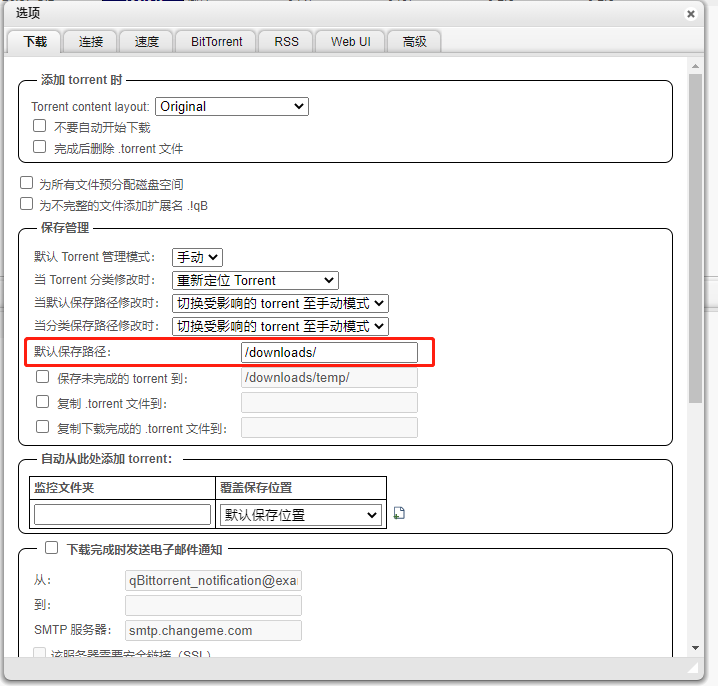 选项
下载 连接 速度 BitTorrent RSS Web UI 高级
添加 torrent 时
Torrent content layout: Original
不要自动开始下载
完成后删除 .torrent 文件
为所有文件预分配磁盘空间
为不完整的文件添加扩展名 .!qB
保存管理
默认 Torrent 管理模式: 手动
当 Torrent 分类修改时: 重新定位 Torrent
当默认保存路径修改时: 切换受影响的 torrent 至手动模式
当分类保存路径修改时: 切换受影响的 torrent 至手动模式
默认保存路径: /downloads/
保存未完成的 torrent 到: /downloads/temp/
复制 .torrent 文件到:
复制下载完成的 .torrent 文件到:
自动从此处添加 torrent:
监控文件夹 覆盖保存位置
默认保存位置
下载完成时发送电子邮件通知
从: qBittorrent_notification@exa
到:
SMTP 服务器: smtp.changeme.com
该服务器需要安全链接（SSL）